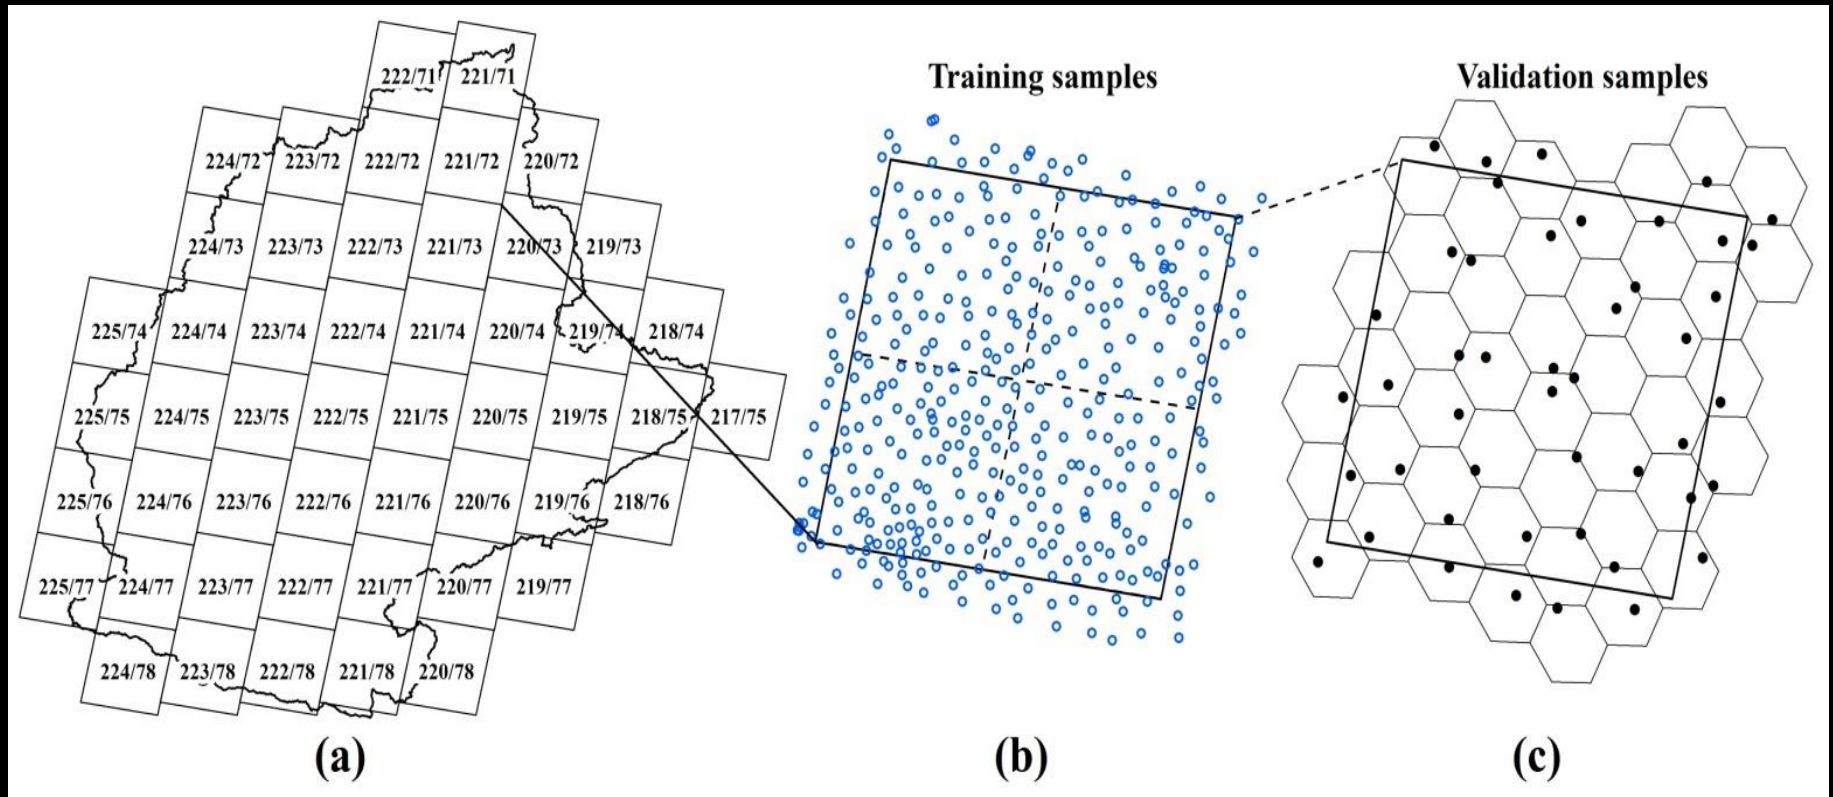 222/71 221/71
224/72 223/72 222/72 221/72 220/72
224/73 223/73 222/73 221/73 220/73 219/73
225/74 224/74 223/74 222/74 221/74 220/74 219/74 218/74
225/75 224/75 223/75 222/75 221/75 220/75 219/75 218/75 217/75
225/76 224/76 223/76 222/76 221/76 220/76 219/76 218/76
225/77 224/77 223/77 222/77 221/77 220/77 219/77
224/78 223/78 222/78 221/78 220/78
(a)
Training samples
(b)
Validation samples
(c)